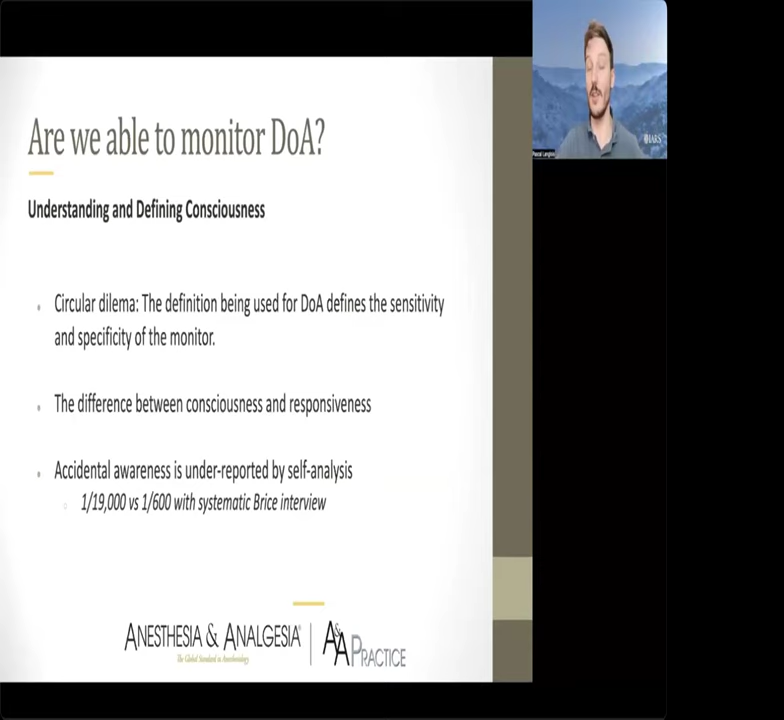 Are we able to monitor DoA?
Understanding and Defining Consciousness
Circular dilema: The definition being used for DoA defines the sensitivity
and specificity of the monitor.
The difference between consciousness and responsiveness
Accidental awareness is under-reported by self-analysis
1/19,000 vs 1/600 with systematic Brice interview
ANESTHESIA & ANALGESIA
The Global Standard in Anesthesiology
A&A PRACTICE
IARS